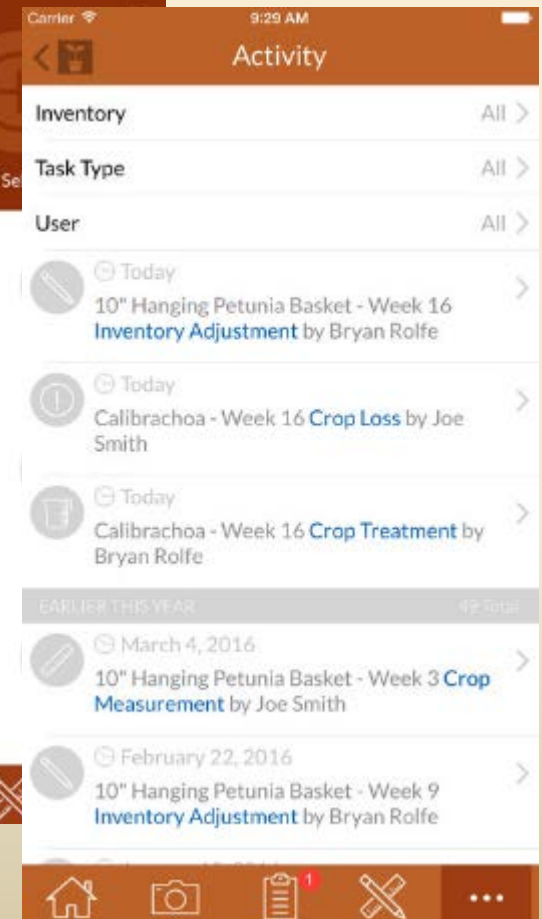 Carrier 9:29 AM
Activity
Inventory All
Sel
Task Type All
User All
Today
10" Hanging Petunia Basket - Week 16
Inventory Adjustment by Bryan Rolfe
Today
Calibrachoa - Week 16 Crop Loss by Joe
Smith
Today
Calibrachoa - Week 16 Crop Treatment by
Bryan Rolfe
EARLIER THIS YEAR 49 Total
March 4, 2016
10" Hanging Petunia Basket - Week 3 Crop
Measurement by Joe Smith
February 22, 2016
10" Hanging Petunia Basket - Week 9
Inventory Adjustment by Bryan Rolfe
1